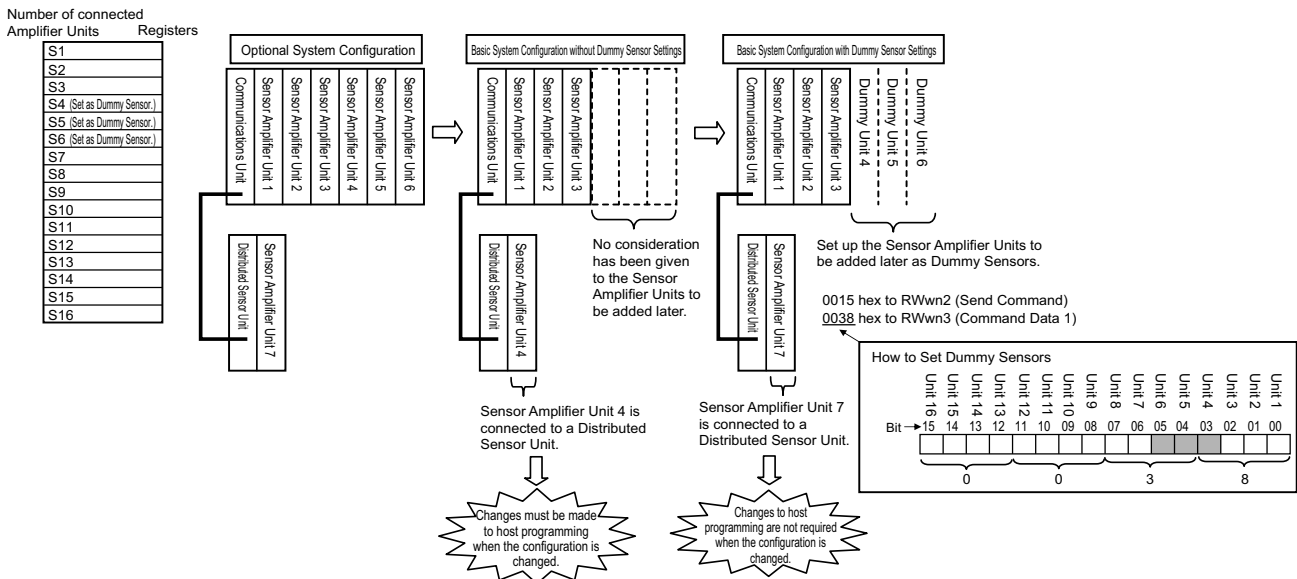 Number of connected
Amplifier Units Registers
S1
S2
S3
S4 (Set as Dummy Sensor.)
S5 (Set as Dummy Sensor.)
S6 (Set as Dummy Sensor.)
S7
S8
S9
S10
S11
S12
S13
S14
S15
S16
Optional System Configuration
Communications Unit
Sensor Amplifier Unit 1
Sensor Amplifier Unit 2
Sensor Amplifier Unit 3
Sensor Amplifier Unit 4
Sensor Amplifier Unit 5
Sensor Amplifier Unit 6
Distributed Sensor Unit
Sensor Amplifier Unit 7
Basic System Configuration without Dummy Sensor Settings
Communications Unit
Sensor Amplifier Unit 1
Sensor Amplifier Unit 2
Sensor Amplifier Unit 3
No consideration
has been given
to the Sensor
Amplifier Units to
be added later.
Distributed Sensor Unit
Sensor Amplifier Unit 4
Sensor Amplifier Unit 4 is
connected to a Distributed
Sensor Unit.
Changes must be made
to host programming
when the configuration is
changed.
Basic System Configuration with Dummy Sensor Settings
Communications Unit
Sensor Amplifier Unit 1
Sensor Amplifier Unit 2
Sensor Amplifier Unit 3
Dummy Unit 4
Dummy Unit 5
Dummy Unit 6
Set up the Sensor Amplifier Units to
be added later as Dummy Sensors.
Distributed Sensor Unit
Sensor Amplifier Unit 7
Sensor Amplifier Unit 7
is connected to a
Distributed Sensor Unit.
Changes to host
programming are not required
when the configuration is
changed.
0015 hex to RWwn2 (Send Command)
0038 hex to RWwn3 (Command Data 1)
How to Set Dummy Sensors
Unit 16 Unit 15 Unit 14 Unit 13 Unit 12 Unit 11 Unit 10 Unit 9 Unit 8 Unit 7 Unit 6 Unit 5 Unit 4 Unit 3 Unit 2 Unit 1
Bit 15 14 13 12 11 10 09 08 07 06 05 04 03 02 01 00
0 0 3 8